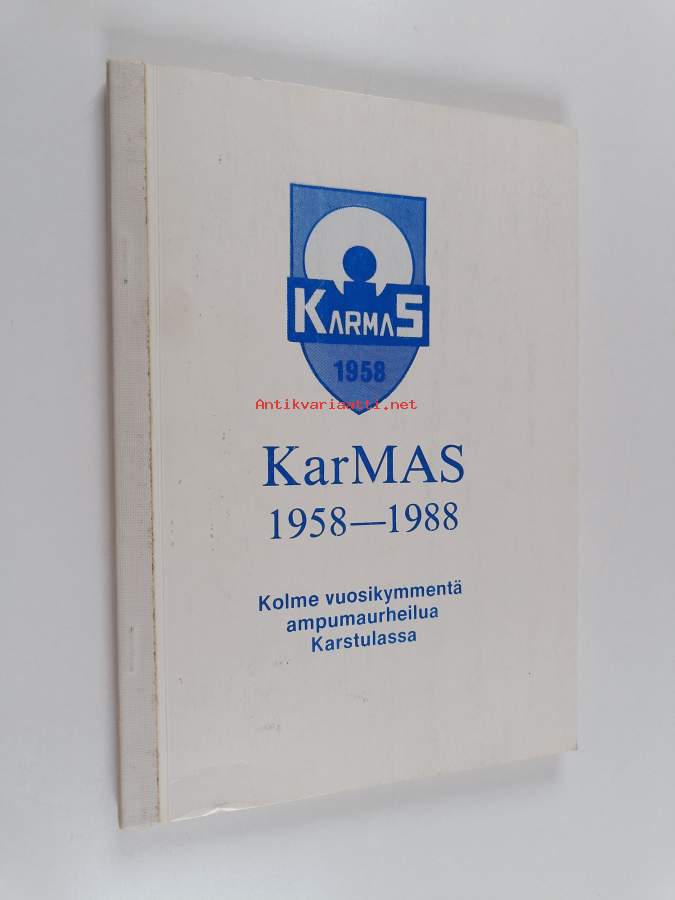 KARMAS
1958
Antikvariaatti.net
KarMAS
1958—1988
Kolme vuosikymmentä
ampumaurheilua
Karstulassa